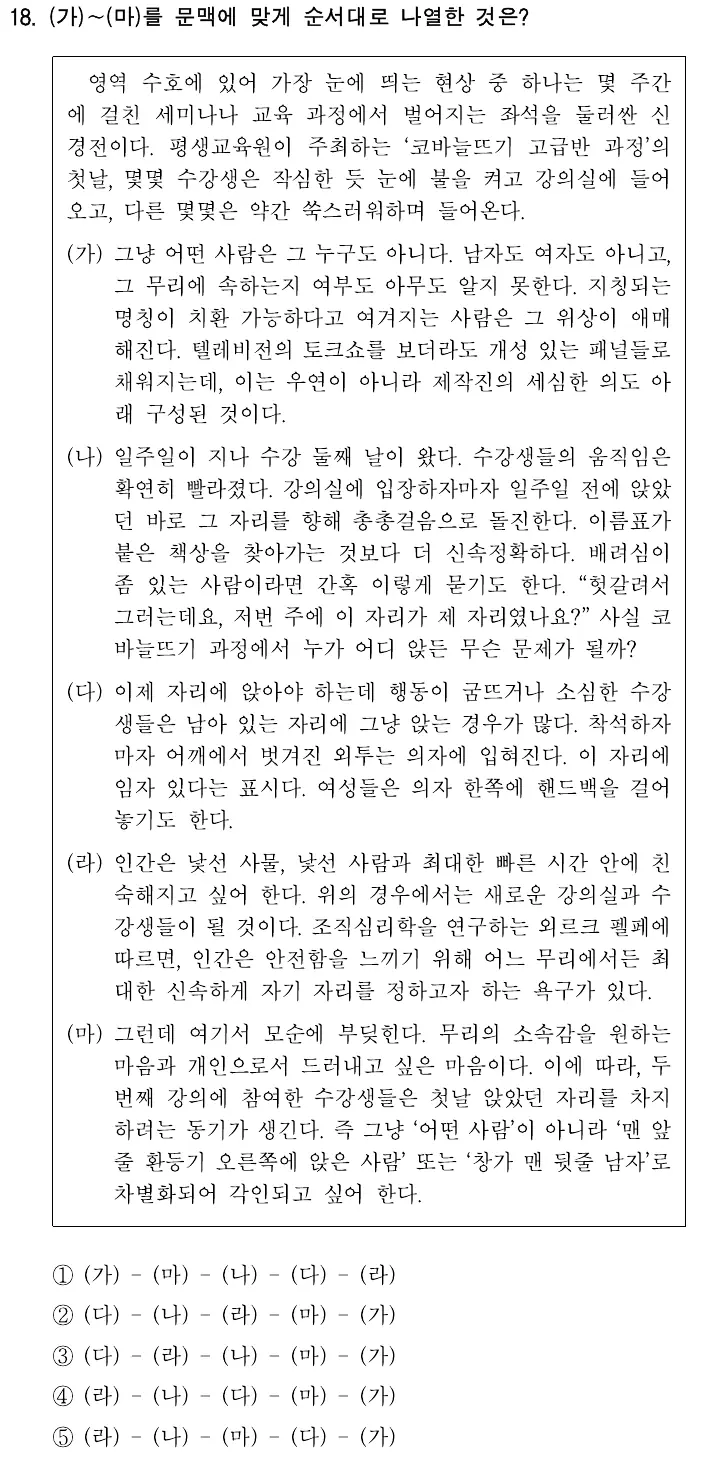 18. (가)~(마)를 문맥에 맞게 순서대로 나열한 것은?
영역 수호에 있어 가장 눈에 띄는 현상 중 하나는 몇 주간
에 걸친 세미나나 교육 과정에서 벌어지는 좌석을 둘러싼 신
경전이다. 평생교육원이 주최하는 ‘코바늘뜨기 고급반 과정’의
첫날, 몇몇 수강생은 작심한 듯 눈에 불을 켜고 강의실에 들어
오고, 다른 몇몇은 약간 쑥스러워하며 들어온다.
(가) 그냥 어떤 사람은 그 누구도 아니다. 남자도 여자도 아니고,
그 무리에 속하는지 여부도 아무도 알지 못한다. 지칭되는
명칭이 치환 가능하다고 여겨지는 사람은 그 위상이 애매
해진다. 텔레비전의 토크쇼를 보더라도 개성 있는 패널들로
채워지는데, 이는 우연이 아니라 제작진의 세심한 의도 아
래 구성된 것이다.
(나) 일주일이 지나 수강 둘째 날이 왔다. 수강생들의 움직임은
확연히 빨라졌다. 강의실에 입장하자마자 일주일 전에 앉았
던 바로 그 자리를 향해 총총걸음으로 돌진한다. 이름표가
붙은 책상을 찾아가는 것보다 더 신속정확하다. 배려심이
좀 있는 사람이라면 간혹 이렇게 묻기도 한다. “헛갈려서
그러는데요, 저번 주에 이 자리가 제 자리였나요?” 사실 코
바늘뜨기 과정에서 누가 어디 앉든 무슨 문제가 될까?
(다) 이제 자리에 앉아야 하는데 행동이 굼뜨거나 소심한 수강
생들은 남아 있는 자리에 그냥 앉는 경우가 많다. 착석하자
마자 어깨에서 벗겨진 외투는 의자에 입혀진다. 이 자리에
임자 있다는 표시다. 여성들은 의자 한쪽에 핸드백을 걸어
놓기도 한다.
(라) 인간은 낯선 사물, 낯선 사람과 최대한 빠른 시간 안에 친
숙해지고 싶어 한다. 위의 경우에서는 새로운 강의실과 수
강생들이 될 것이다. 조직심리학을 연구하는 외르크 펠페에
따르면, 인간은 안전함을 느끼기 위해 어느 무리에서든 최
대한 신속하게 자기 자리를 정하고자 하는 욕구가 있다.
(마) 그런데 여기서 모순에 부딪힌다. 무리의 소속감을 원하는
마음과 개인으로서 드러내고 싶은 마음이다. 이에 따라, 두
번째 강의에 참여한 수강생들은 첫날 앉았던 자리를 차지
하려는 동기가 생긴다. 즉 그냥 ‘어떤 사람’이 아니라 ‘맨 앞
줄 환등기 오른쪽에 앉은 사람’ 또는 ‘창가 맨 뒷줄 남자’로
차별화되어 각인되고 싶어 한다.
① (가) - (마) - (나) - (다) - (라)
② (다) - (나) - (라) - (마) - (가)
③ (다) - (라) - (나) - (마) - (가)
④ (라) - (나) - (다) - (마) - (가)
⑤ (라) - (나) - (마) - (다) - (가)